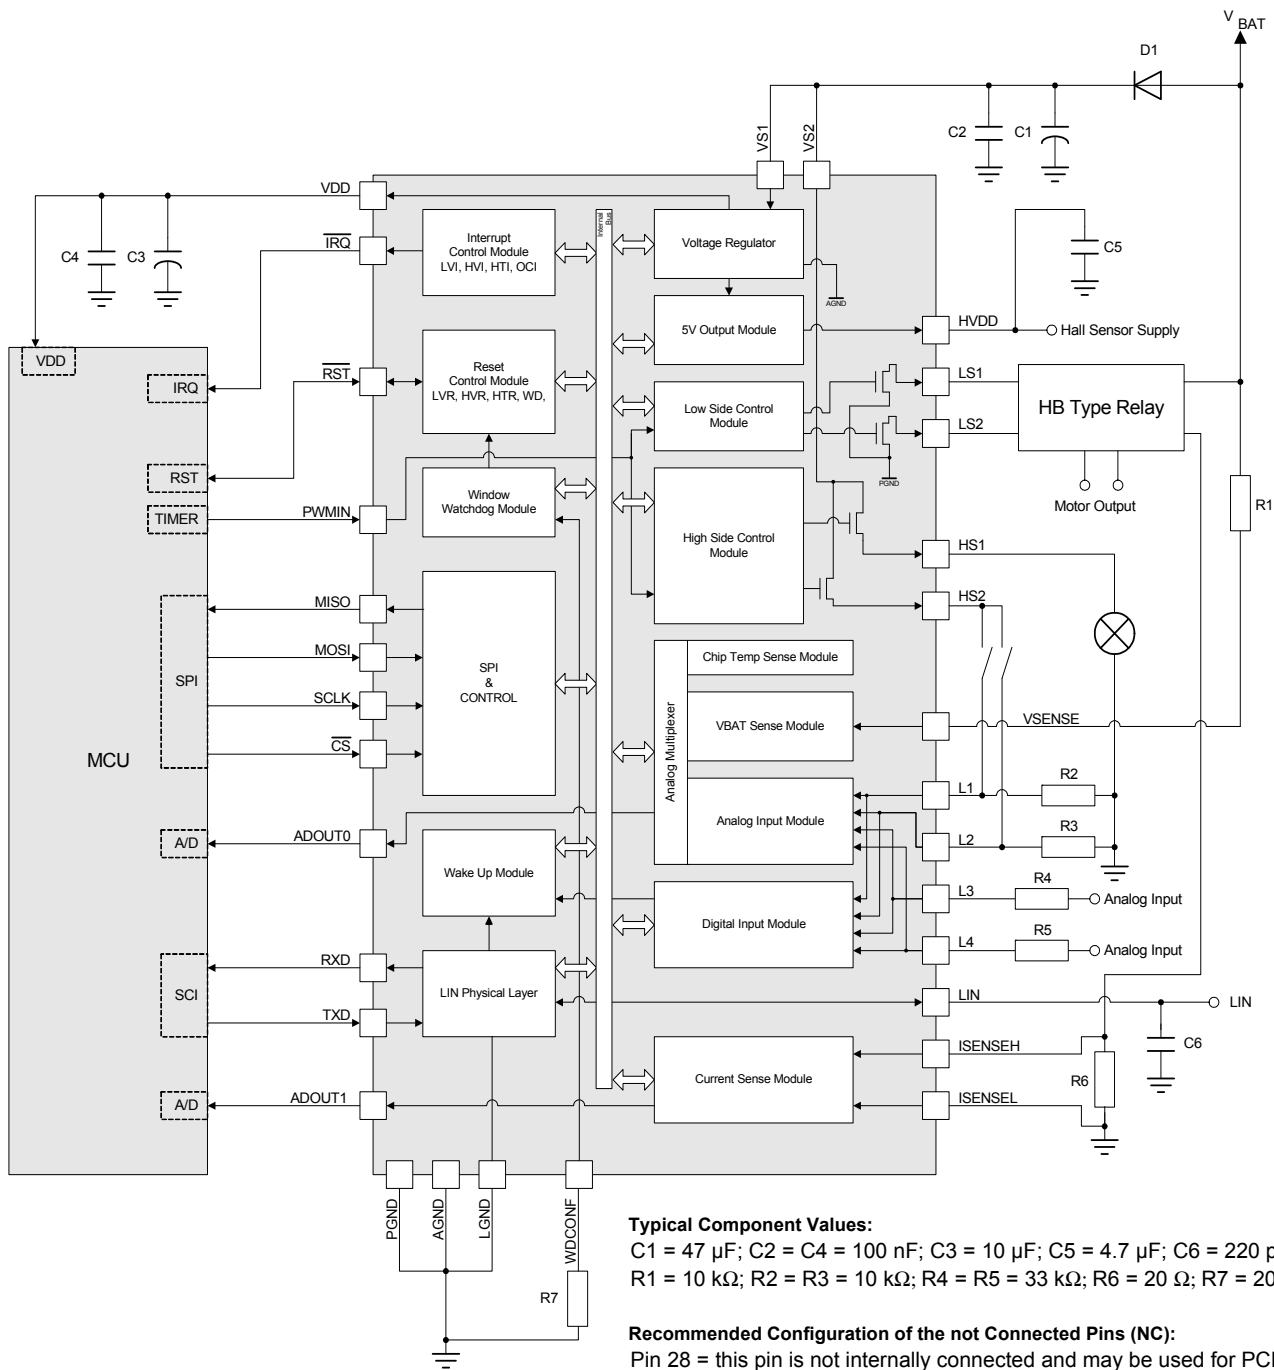 V BAT
D1
C2
C1
VS1
VS2
VDD
IRQ
C4
C3
Interrupt
Control Module
LVI, HVI, HTI, OCI
Internal
Bus
Voltage Regulator
AGND
C5
5V Output Module
HVDD
Hall Sensor Supply
VDD
IRQ
RST
Reset
Control Module
LVR, HVR, HTR, WD,
Low Side Control
Module
LS1
LS2
HB Type Relay
PGND
Motor Output
R1
RST
TIMER
PWMIN
Window
Watchdog Module
High Side Control
Module
HS1
HS2
MISO
MOSI
SCLK
CS
SPI
SPI
&
CONTROL
MCU
Analog Multiplexer
Chip Temp Sense Module
VBAT Sense Module
VSENSE
Analog Input Module
L1
R2
L2
R3
A/D
ADOUT0
Wake Up Module
Digital Input Module
L3
R4
Analog Input
L4
R5
Analog Input
SCI
RXD
TXD
LIN Physical Layer
LIN
LIN
C6
ISENSEH
Current Sense Module
R6
ISENSEL
A/D
ADOUT1
PGND
AGND
LGND
WDCONF
R7
Typical Component Values:
C1 = 47 µF; C2 = C4 = 100 nF; C3 = 10 µF; C5 = 4.7 µF; C6 = 220 p
R1 = 10 kΩ; R2 = R3 = 10 kΩ; R4 = R5 = 33 kΩ; R6 = 20 Ω; R7 = 20
Recommended Configuration of the not Connected Pins (NC):
Pin 28 = this pin is not internally connected and may be used for PCI